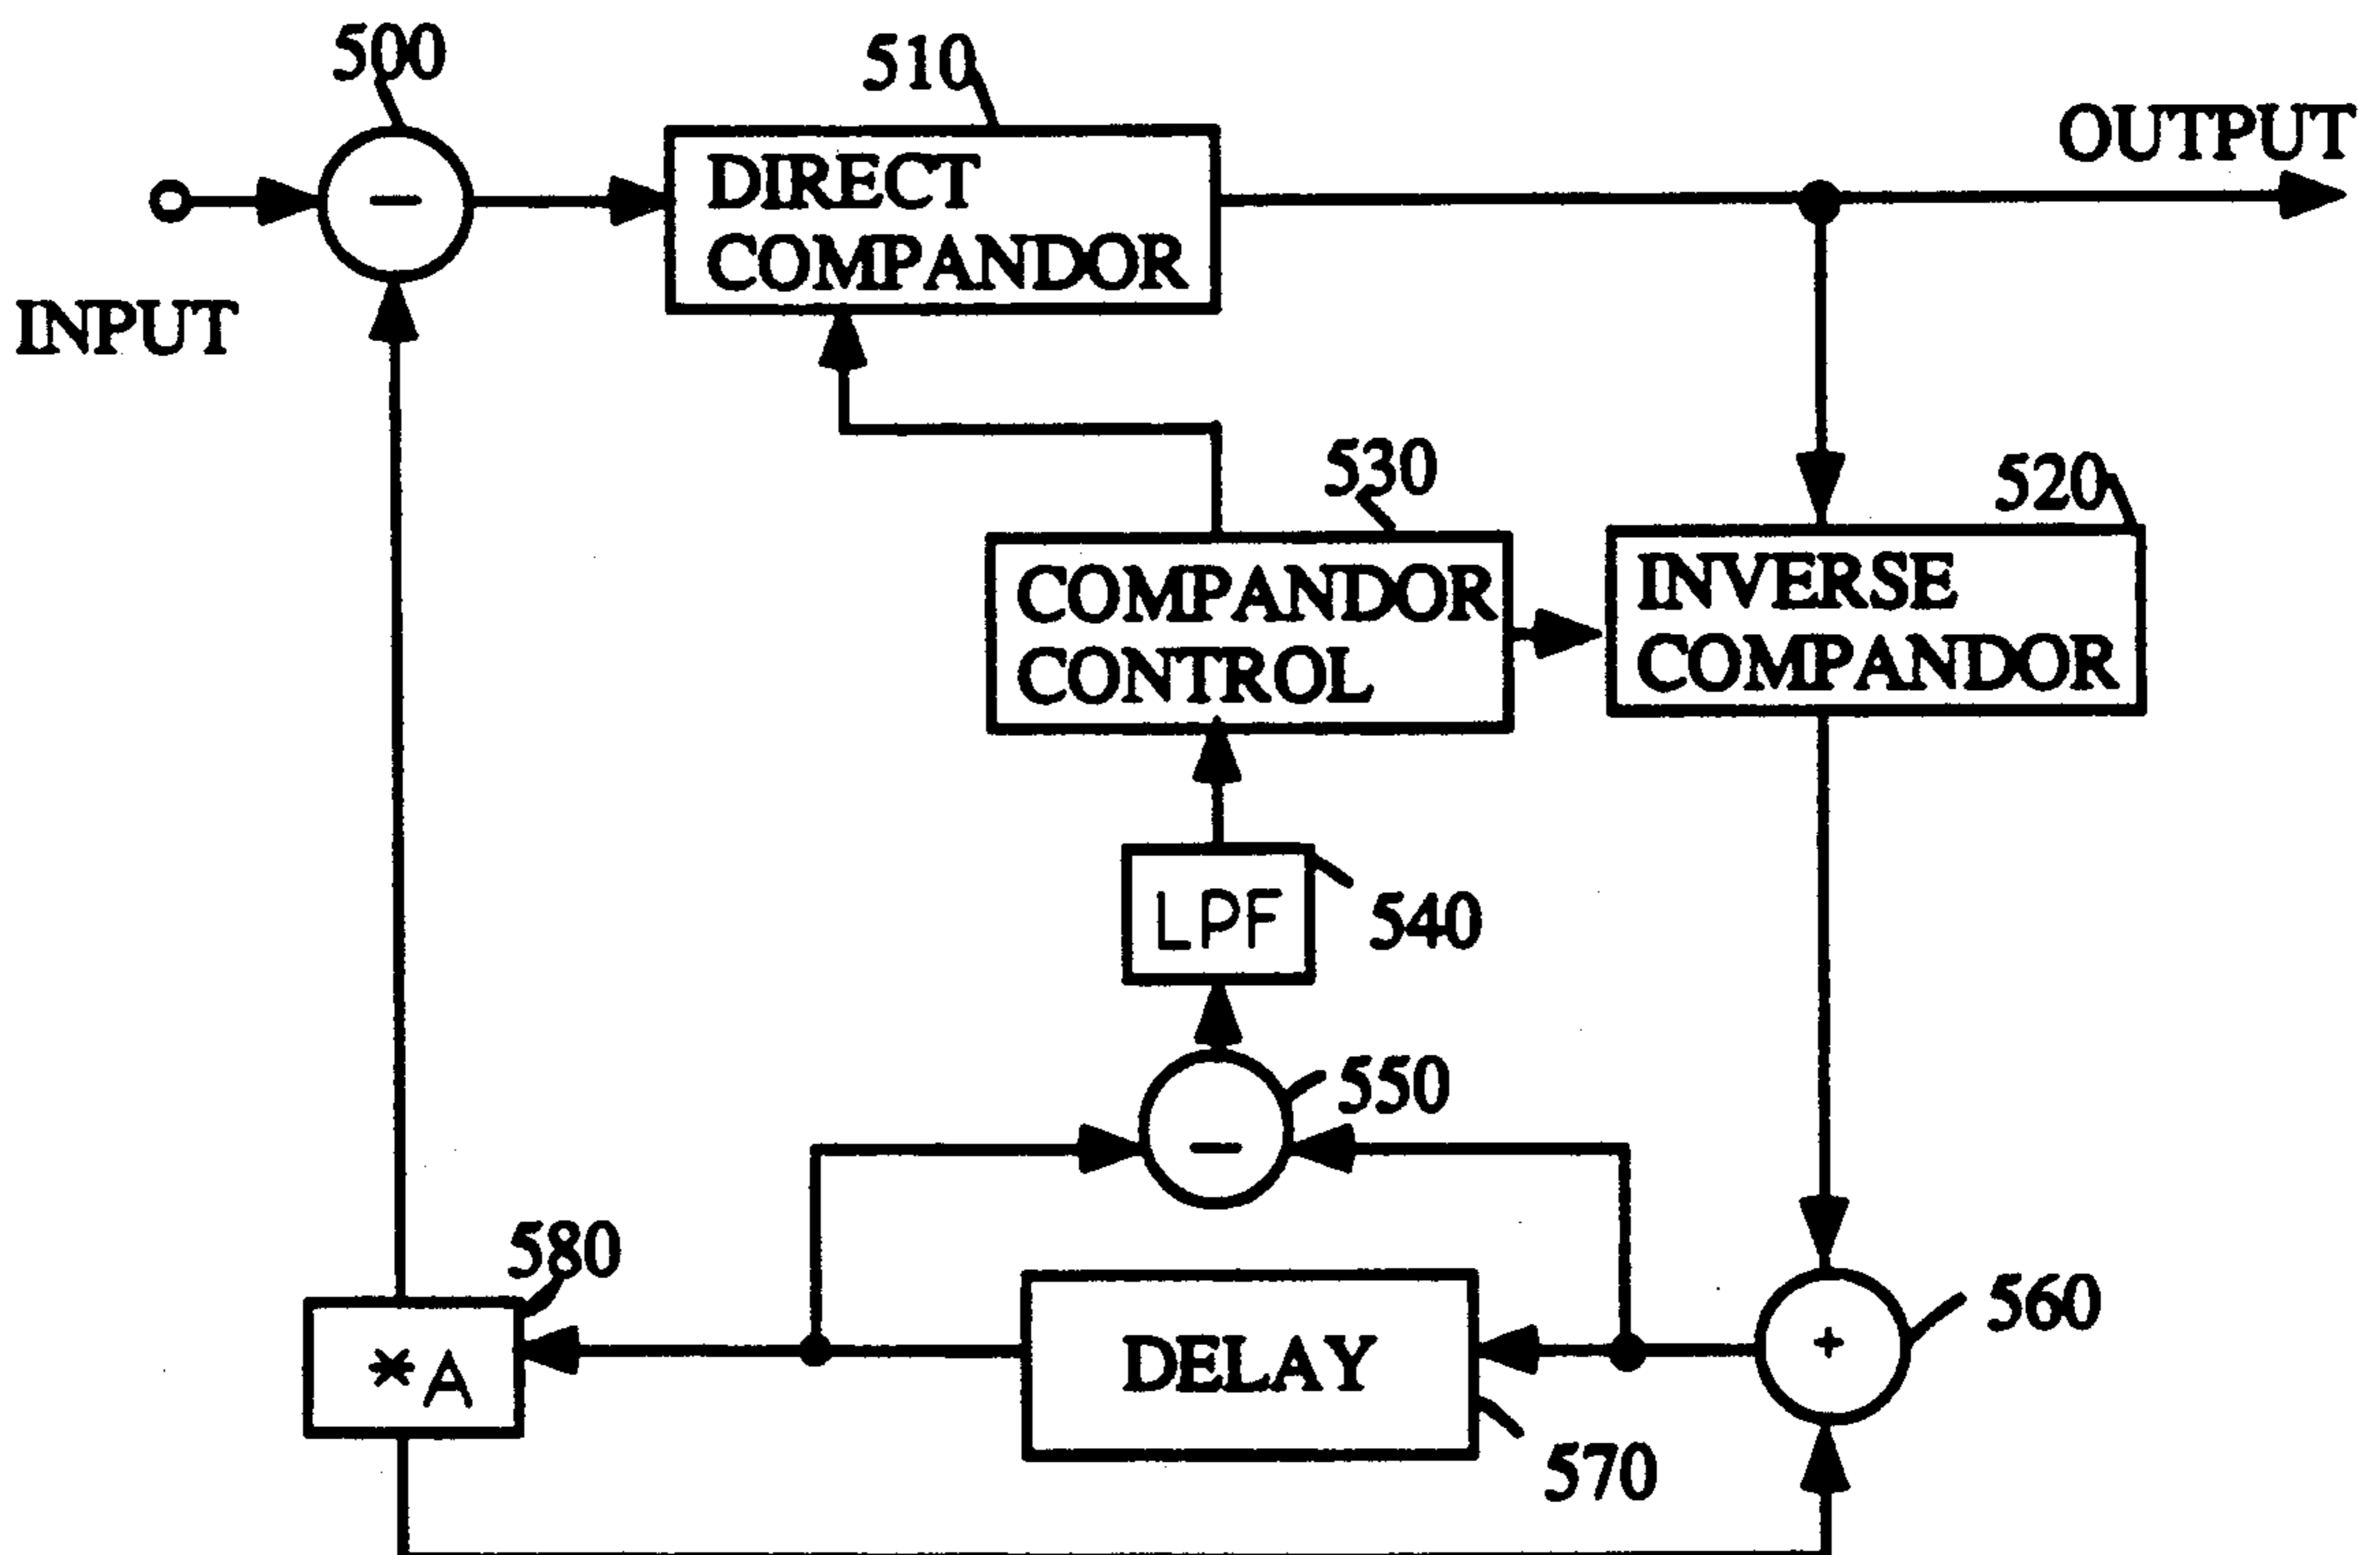 500
510
OUTPUT
−
DIRECT
COMPANDOR
INPUT
530
520
COMPANDOR
CONTROL
INVERSE
COMPANDOR
LPF
540
550
−
580
560
*A
DELAY
+
570